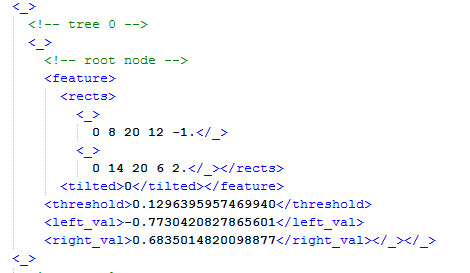 <_>
<!-- tree 0 -->
<_>
<!-- root node -->
<feature>
<rects>
<_>
0 8 20 12 -1.</_>
<_>
0 14 20 6 2.</_></rects>
<tilted>0</tilted></feature>
<threshold>0.1296395957469940</threshold>
<left_val>-0.7730420827865601</left_val>
<right_val>0.6835014820098877</right_val></_></_>
<_>